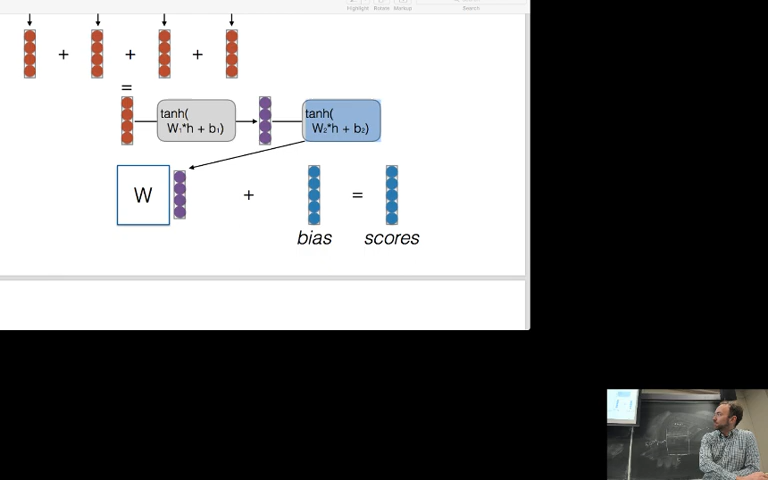 Highlight Rotate Markup Search
+ + +
=
tanh( tanh(
W₁*h + b₁) W₂*h + b₂)
W + =
bias scores